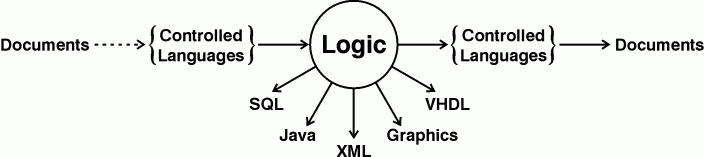 Documents
Controlled
Languages
Logic
Controlled
Languages
Documents
SQL
VHDL
Java
Graphics
XML